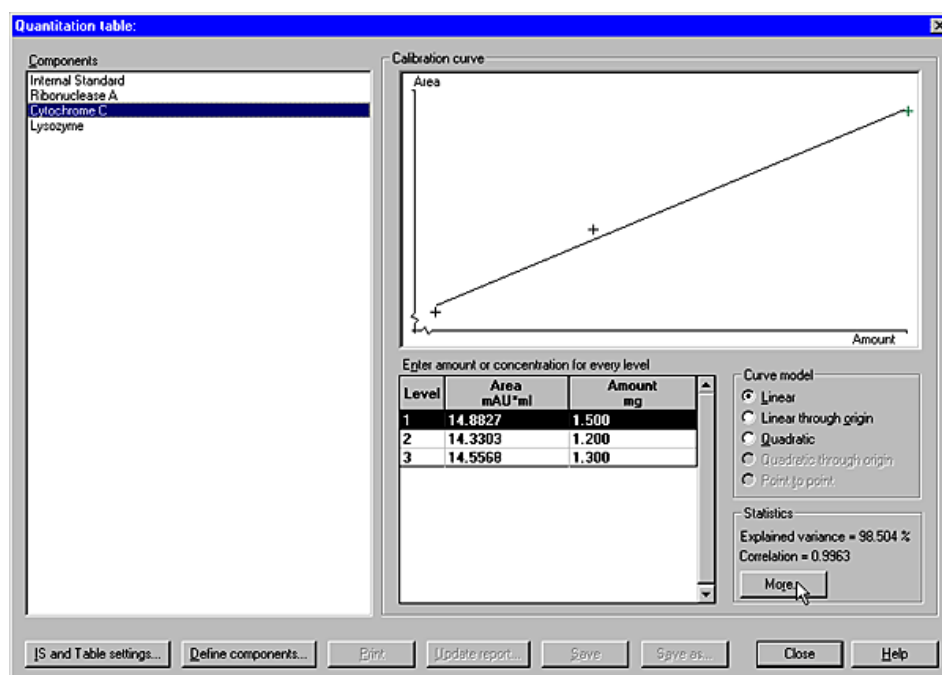 Quantitation table:
Components
Internal Standard
Ribonuclease A
Cytochrome C
Lysozyme
Calibration curve
Area
Amount
Enter amount or concentration for every level
Level Area mAU*ml Amount mg
1 14.8827 1.500
2 14.3303 1.200
3 14.5568 1.300
Curve model
Linear
Linear through origin
Quadratic
Quadratic through origin
Point to point
Statistics
Explained variance = 98.504 %
Correlation = 0.9963
More...
IS and Table settings... Define components... Print Update report... Save Save as... Close Help